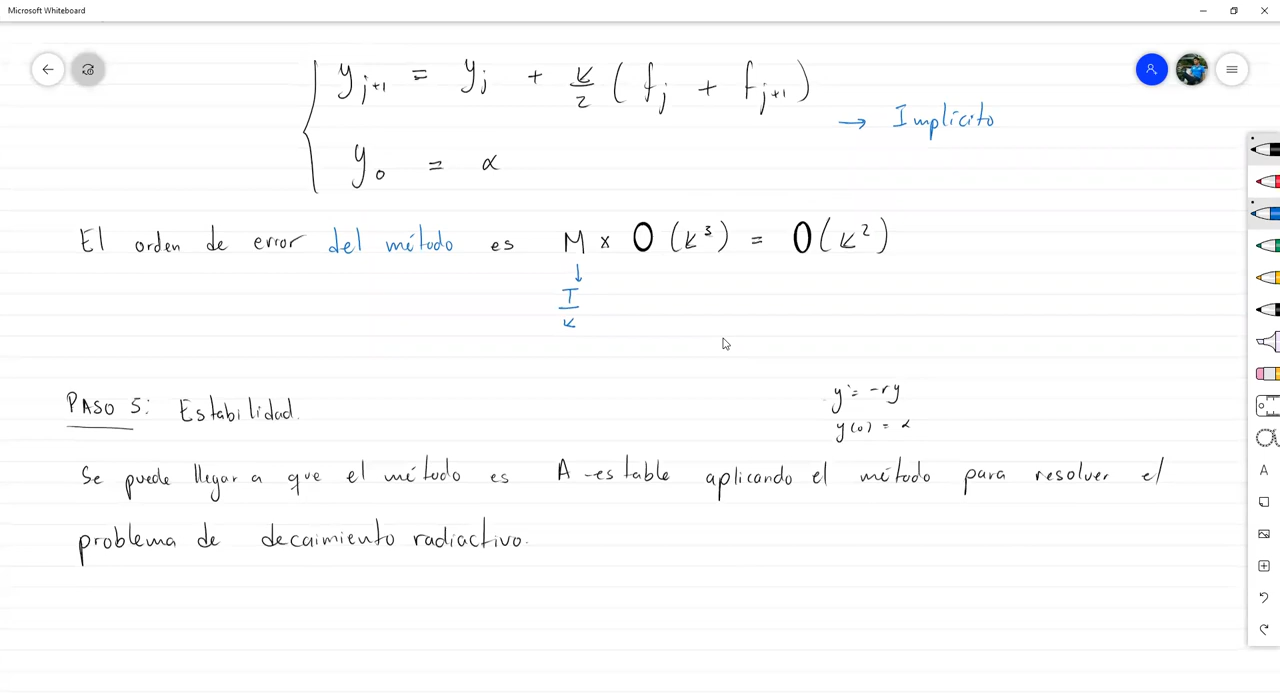 Microsoft Whiteboard
y_{j+1} = y_j + k/2 ( f_j + f_{j+1} )
→ Implícito
y_0 = α
El orden de error del método es M × O(k^3) = O(k^2)
↓
T/k
y' = -ry
PASO 5: Estabilidad.
y(0) = α
Se puede llegar a que el método es A-estable aplicando el método para resolver el
problema de decaimiento radiactivo.
A